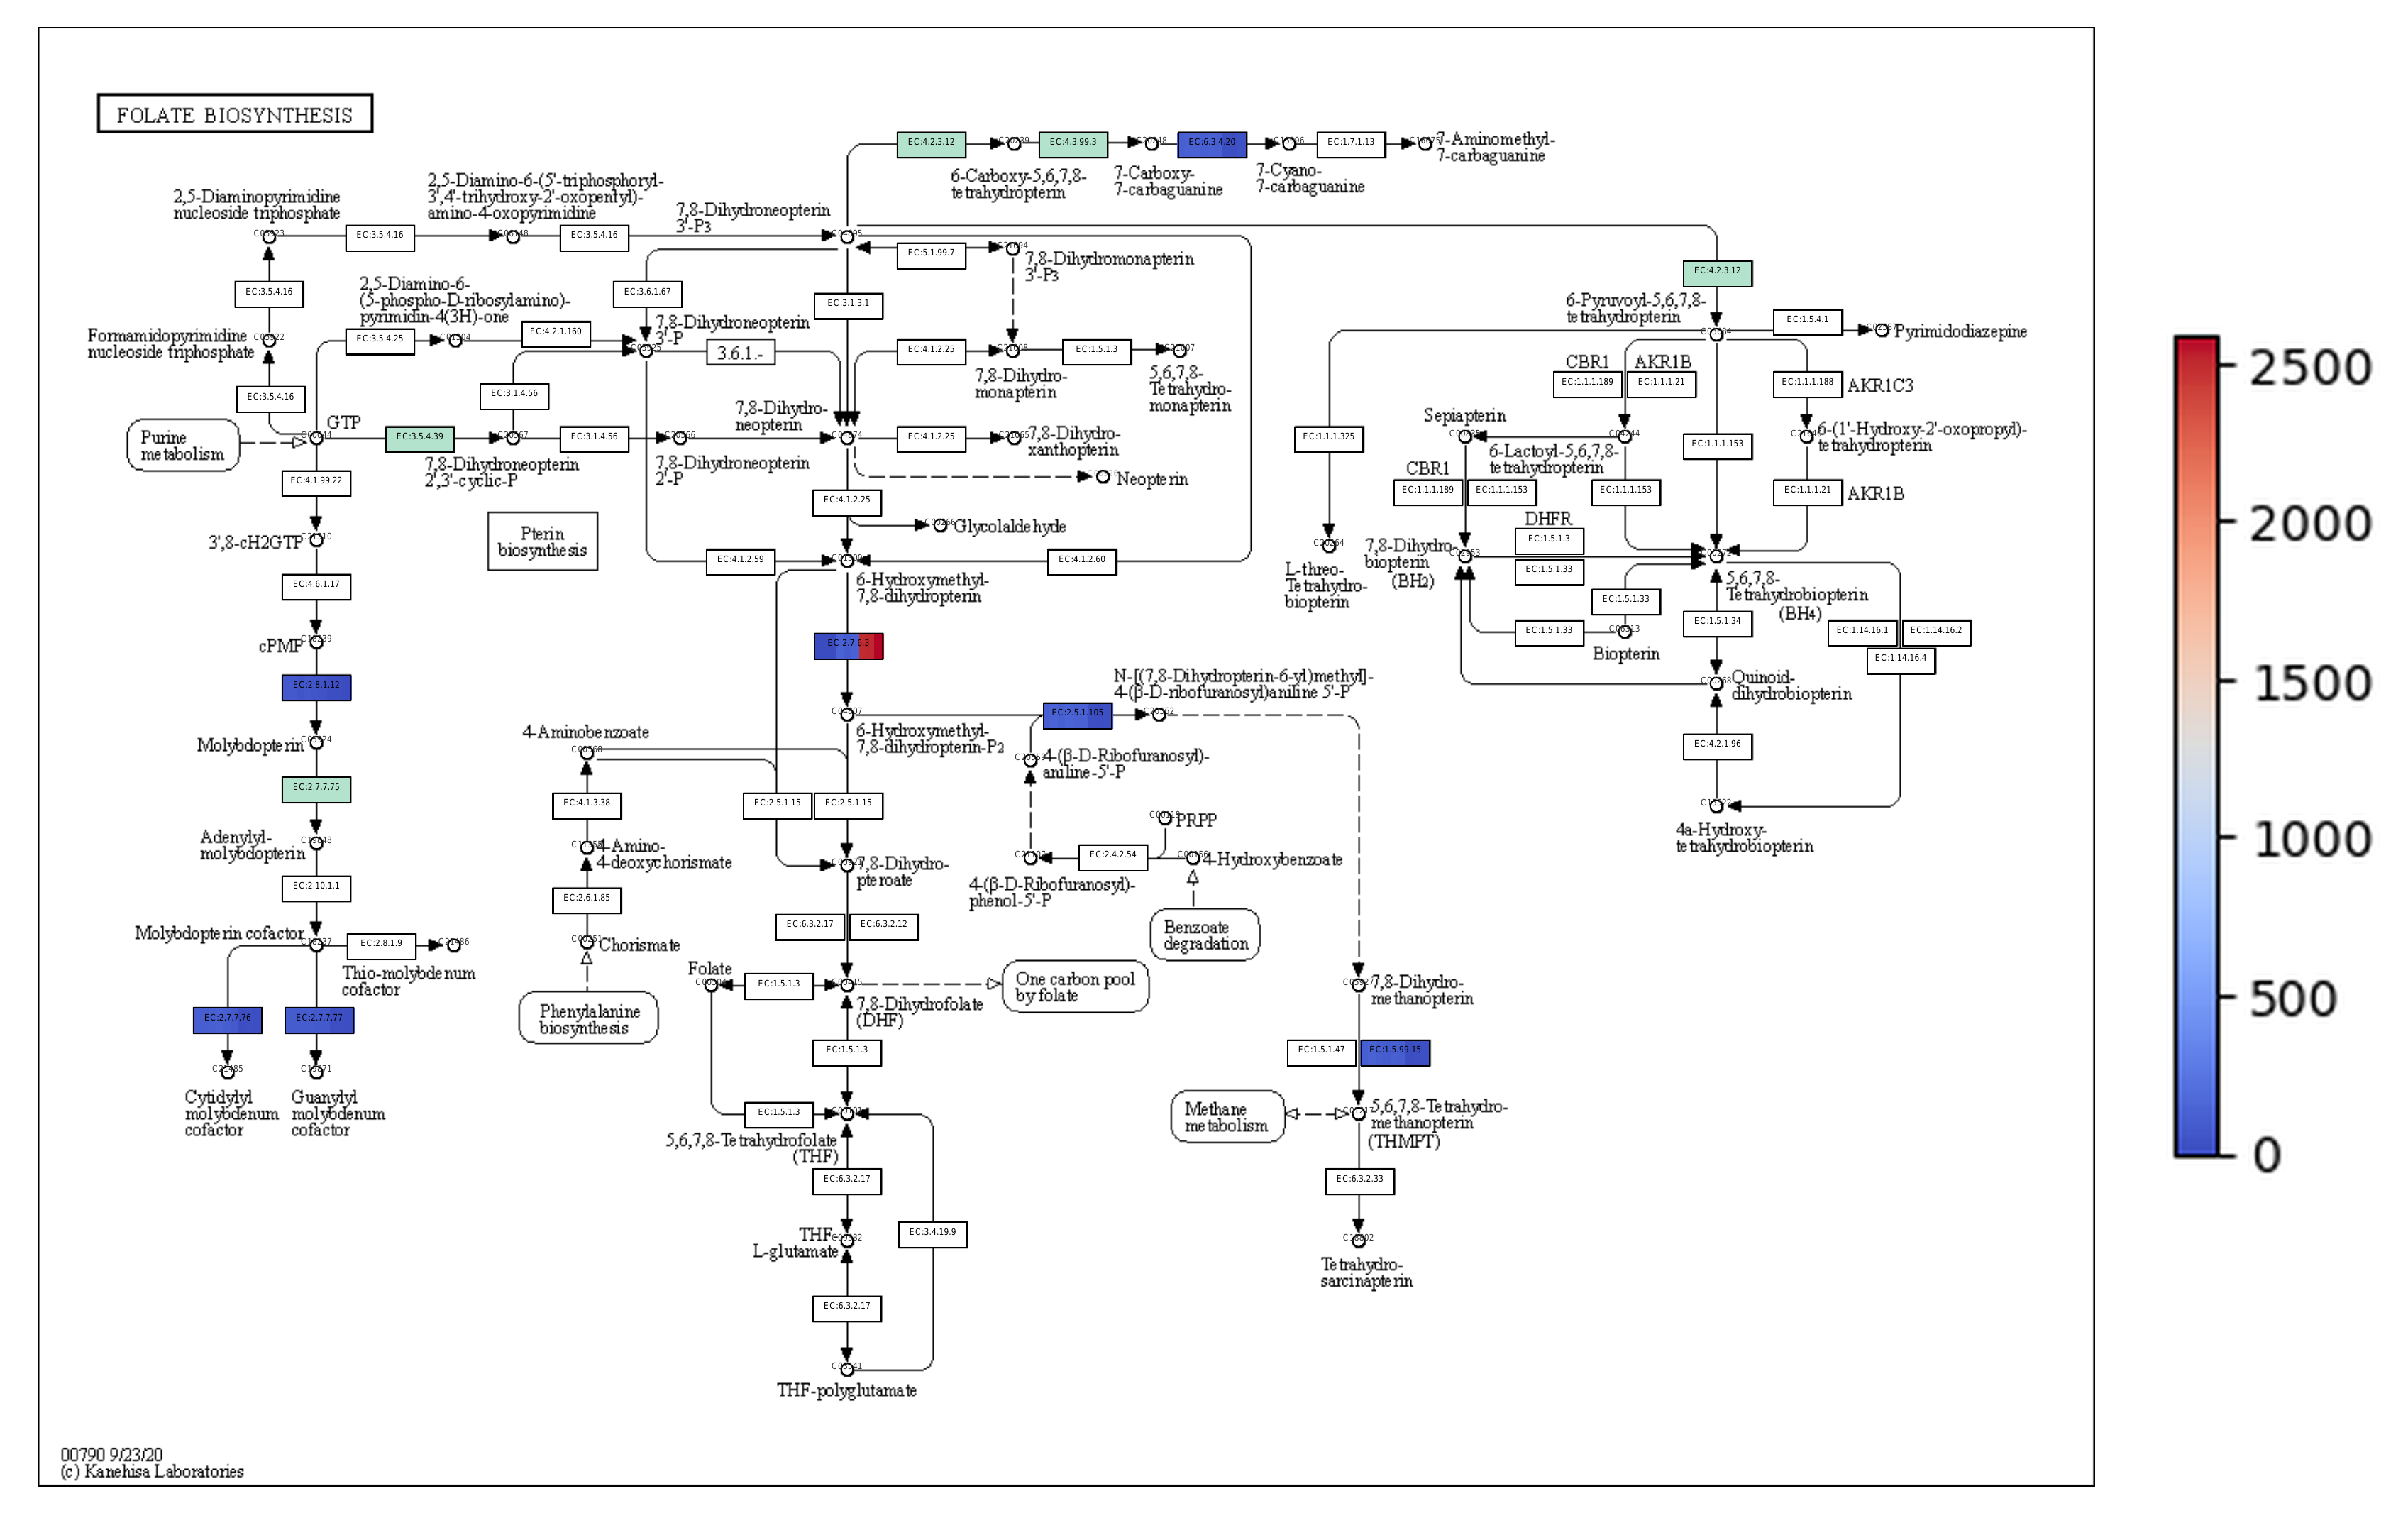 FOLATE BIOSYNTHESIS
EC:4.2.3.12
EC:4.3.99.3
EC:6.3.4.20
EC:1.7.1.13
7-Aminomethyl-
7-carbaguanine
6-Carboxy-5,6,7,8-
tetrahydropterin
7-Carboxy-
7-carbaguanine
7-Cyano-
7-carbaguanine
2,5-Diaminopyrimidine
nucleoside triphosphate
2,5-Diamino-6-(5'-triphosphoryl-
3',4'-trihydroxy-2'-oxopentyl)-
amino-4-oxopyrimidine
7,8-Dihydroneopterin
3'-P3
EC:3.5.4.16
EC:3.5.4.16
EC:5.1.99.7
7,8-Dihydromonapterin
3'-P3
EC:4.2.3.12
EC:3.5.4.16
2,5-Diamino-6-
(5-phospho-D-ribosylamino)-
pyrimidin-4(3H)-one
EC:3.6.1.67
EC:3.1.3.1
6-Pyruvoyl-5,6,7,8-
tetrahydropterin
EC:1.5.4.1
Pyrimidodiazepine
Formamidopyrimidine
nucleoside triphosphate
EC:3.5.4.25
EC:4.2.1.160
7,8-Dihydroneopterin
3'-P
3.6.1.-
EC:4.1.2.25
EC:1.5.1.3
7,8-Dihydro-
monapterin
5,6,7,8-
Tetrahydro-
monapterin
CBR1
AKR1B
EC:1.1.1.189
EC:1.1.1.21
EC:1.1.1.188
AKR1C3
EC:3.5.4.16
EC:3.1.4.56
GTP
7,8-Dihydro-
neopterin
Sepiapterin
Purine
metabolism
EC:3.5.4.39
EC:3.1.4.56
EC:4.1.2.25
7,8-Dihydro-
xanthopterin
EC:1.1.1.325
EC:1.1.1.153
6-(1'-Hydroxy-2'-oxopropyl)-
tetrahydropterin
7,8-Dihydroneopterin
2',3'-cyclic-P
7,8-Dihydroneopterin
2'-P
Neopterin
6-Lactoyl-5,6,7,8-
tetrahydropterin
CBR1
EC:1.1.1.189
EC:1.1.1.153
EC:1.1.1.153
EC:1.1.1.21
AKR1B
EC:4.1.99.22
EC:4.1.2.25
Pterin
biosynthesis
Glycolaldehyde
3',8-cH2GTP
DHFR
EC:1.5.1.3
EC:1.5.1.33
7,8-Dihydro-
biopterin
(BH2)
L-threo-
Tetrahydro-
biopterin
EC:4.1.2.59
EC:4.1.2.60
6-Hydroxymethyl-
7,8-dihydropterin
5,6,7,8-
Tetrahydrobiopterin
(BH4)
EC:4.6.1.17
EC:1.5.1.33
EC:1.5.1.33
EC:1.5.1.34
EC:1.14.16.1
EC:1.14.16.2
EC:1.14.16.4
Biopterin
cPMP
EC:2.7.6.3
EC:2.8.1.12
N-[(7,8-Dihydropterin-6-yl)methyl]-
4-(β-D-ribofuranosyl)aniline 5'-P
Quinoid-
dihydrobiopterin
EC:2.5.1.105
6-Hydroxymethyl-
7,8-dihydropterin-P2
4-Aminobenzoate
Molybdopterin
4-(β-D-Ribofuranosyl)-
aniline-5'-P
EC:4.2.1.96
EC:2.7.7.75
EC:4.1.3.38
EC:2.5.1.15
EC:2.5.1.15
PRPP
4a-Hydroxy-
tetrahydrobiopterin
Adenylyl-
molybdopterin
4-Amino-
4-deoxychorismate
7,8-Dihydro-
pteroate
EC:2.4.2.54
4-Hydroxybenzoate
4-(β-D-Ribofuranosyl)-
phenol-5'-P
EC:2.10.1.1
EC:2.6.1.85
EC:6.3.2.17
EC:6.3.2.12
Benzoate
degradation
Molybdopterin cofactor
EC:2.8.1.9
Thio-molybdenum
cofactor
Chorismate
Folate
EC:1.5.1.3
One carbon pool
by folate
7,8-Dihydrofolate
(DHF)
7,8-Dihydro-
methanopterin
EC:2.7.7.76
EC:2.7.7.77
Phenylalanine
biosynthesis
EC:1.5.1.3
EC:1.5.1.47
EC:1.5.99.15
Cytidylyl
molybdenum
cofactor
Guanylyl
molybdenum
cofactor
EC:1.5.1.3
5,6,7,8-Tetrahydrofolate
(THF)
Methane
metabolism
5,6,7,8-Tetrahydro-
methanopterin
(THMPT)
EC:6.3.2.17
EC:6.3.2.33
THF
L-glutamate
EC:3.4.19.9
Tetrahydro-
sarcinapterin
EC:6.3.2.17
THF-polyglutamate
00790 9/23/20
(c) Kanehisa Laboratories
2500
2000
1500
1000
500
0